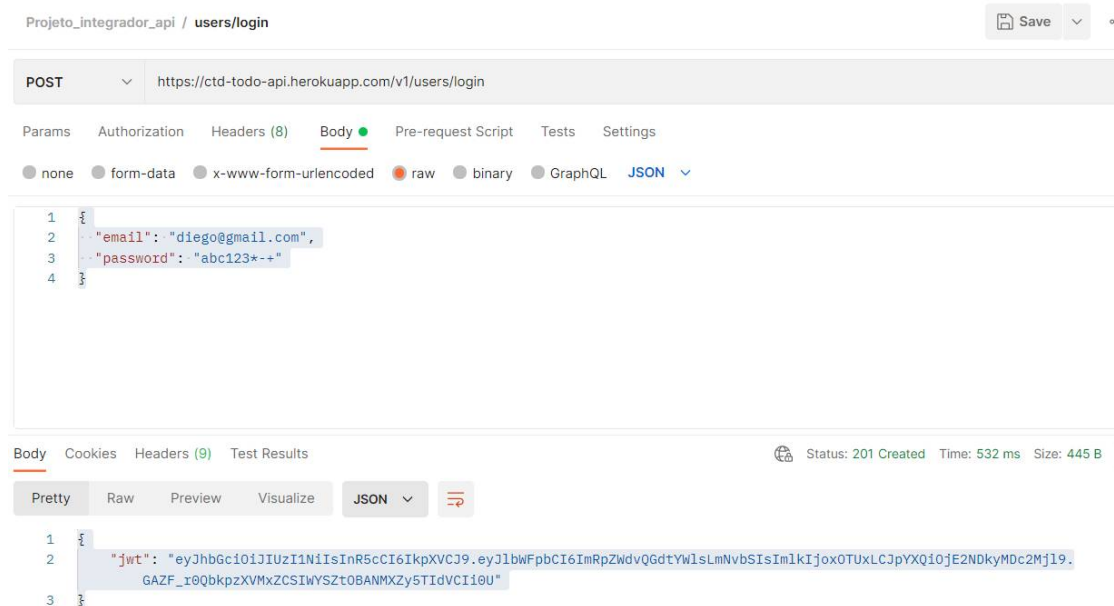 Projeto_integrador_api / users/login
Save
POST https://ctd-todo-api.herokuapp.com/v1/users/login
Params Authorization Headers (8) Body Pre-request Script Tests Settings
none form-data x-www-form-urlencoded raw binary GraphQL JSON
1 {
2 "email": "diego@gmail.com",
3 "password": "abc123*-+"
4 }
Body Cookies Headers (9) Test Results Status: 201 Created Time: 532 ms Size: 445 B
Pretty Raw Preview Visualize JSON
1 {
2 "jwt": "eyJhbGciOiJIUzI1NiIsInR5cCI6IkpXVCJ9.eyJlbWFpbCI6ImRpZWdvQGdtYWlsLmNvbSIsImlkIjoxOTUxLCJpYXQiOjE2NDkyMDc2Mjl9.
GAZF_r0QbkpzXVMxZCSIWYSZtOBANMXZy5TIdVCIi0U"
3 }